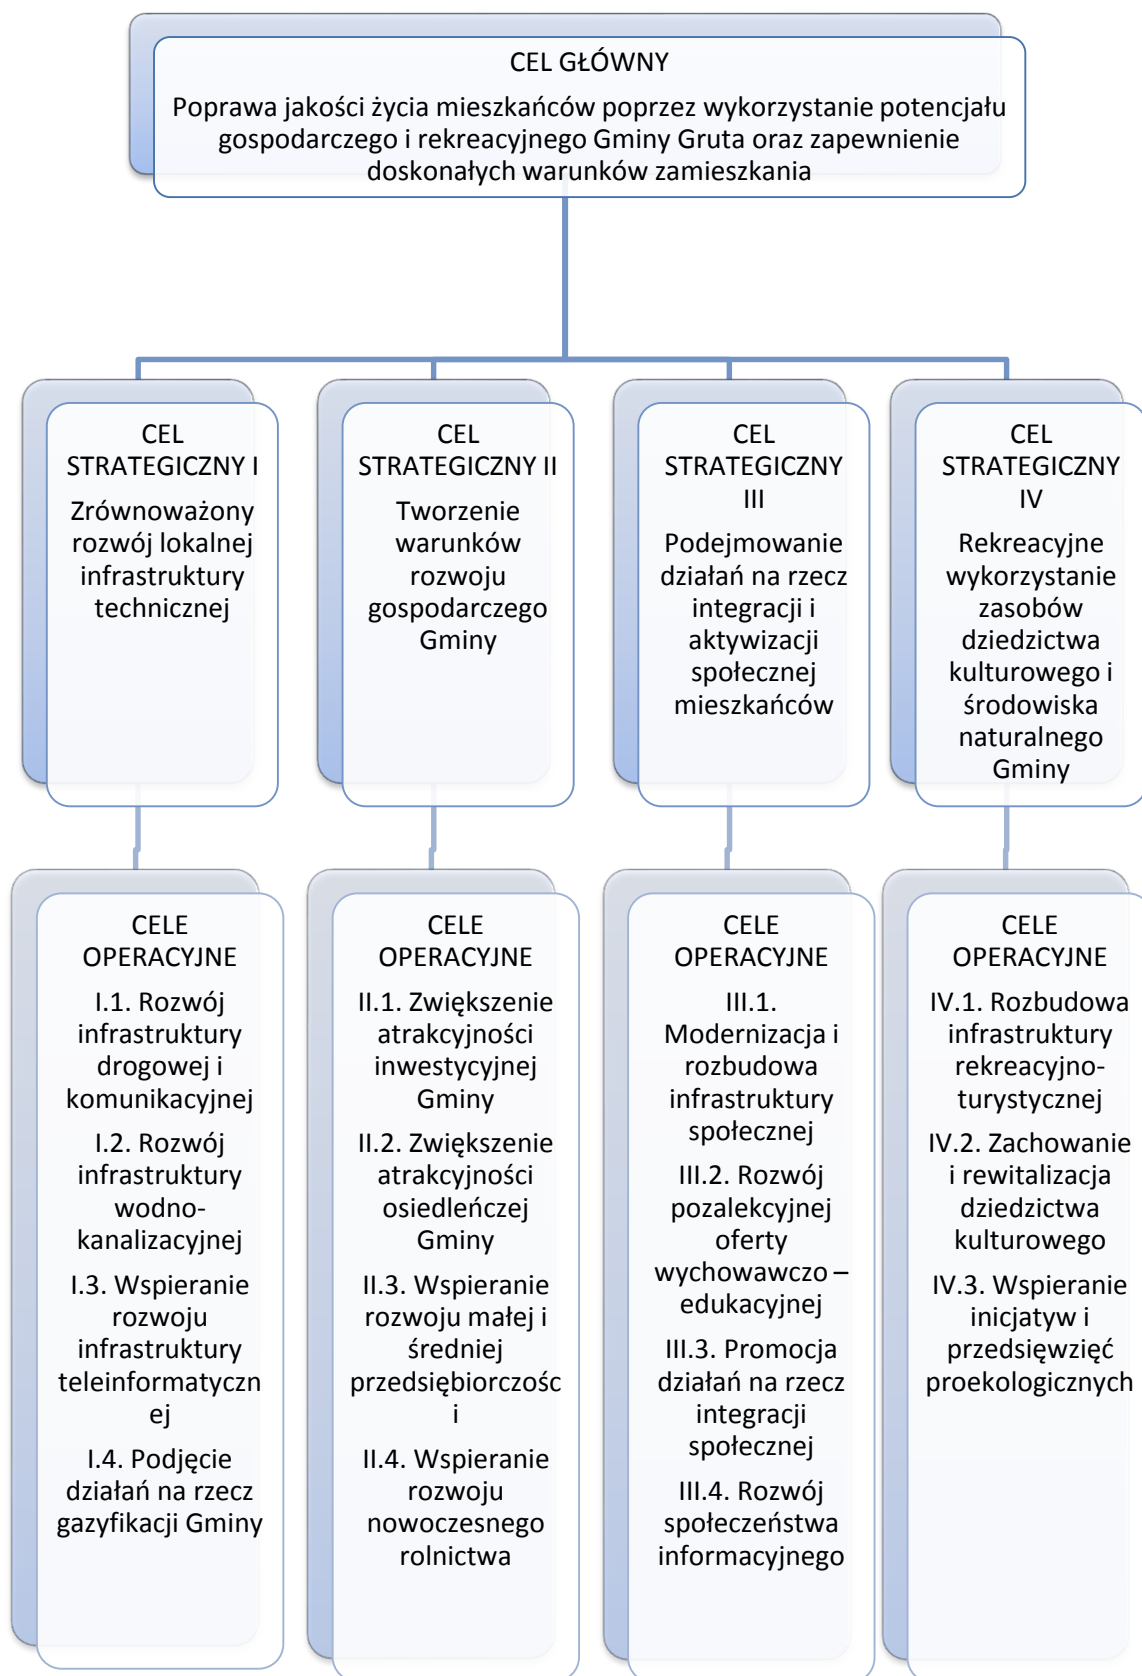 CEL GŁÓWNY
Poprawa jakości życia mieszkańców poprzez wykorzystanie potencjału
gospodarczego i rekreacyjnego Gminy Gruta oraz zapewnienie
doskonałych warunków zamieszkania
CEL
STRATEGICZNY I
Zrównoważony
rozwój lokalnej
infrastruktury
technicznej
CEL
STRATEGICZNY II
Tworzenie
warunków
rozwoju
gospodarczego
Gminy
CEL
STRATEGICZNY
III
Podejmowanie
działań na rzecz
integracji i
aktywizacji
społecznej
mieszkańców
CEL
STRATEGICZNY
IV
Rekreacyjne
wykorzystanie
zasobów
dziedzictwa
kulturowego i
środowiska
naturalnego
Gminy
CELE
OPERACYJNE
I.1. Rozwój
infrastruktury
drogowej i
komunikacyjnej
I.2. Rozwój
infrastruktury
wodno-
kanalizacyjnej
I.3. Wspieranie
rozwoju
infrastruktury
teleinformatyczn
ej
I.4. Podjęcie
działań na rzecz
gazyfikacji Gminy
CELE
OPERACYJNE
II.1. Zwiększenie
atrakcyjności
inwestycyjnej
Gminy
II.2. Zwiększenie
atrakcyjności
osiedleńczej
Gminy
II.3. Wspieranie
rozwoju małej i
średniej
przedsiębiorczośc
i
II.4. Wspieranie
rozwoju
nowoczesnego
rolnictwa
CELE
OPERACYJNE
III.1.
Modernizacja i
rozbudowa
infrastruktury
społecznej
III.2. Rozwój
pozalekcyjnej
oferty
wychowawczo –
edukacyjnej
III.3. Promocja
działań na rzecz
integracji
społecznej
III.4. Rozwój
społeczeństwa
informacyjnego
CELE
OPERACYJNE
IV.1. Rozbudowa
infrastruktury
rekreacyjno-
turystycznej
IV.2. Zachowanie
i rewitalizacja
dziedzictwa
kulturowego
IV.3. Wspieranie
inicjatyw i
przedsięwzięć
proekologicznych